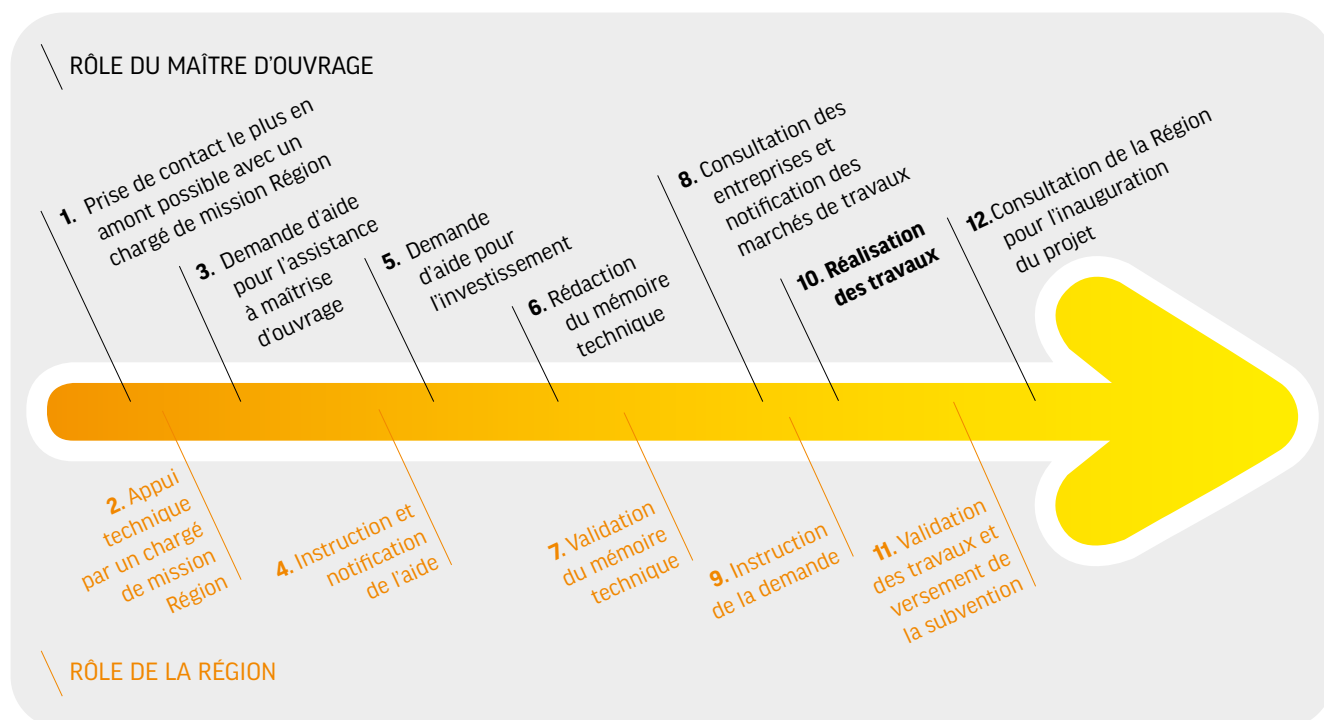 RÔLE DU MAÎTRE D'OUVRAGE
1. Prise de contact le plus en
amont possible avec un
chargé de mission Région
3. Demande d'aide
pour l'assistance
à maîtrise
d'ouvrage
5. Demande
d'aide pour
l'investissement
6. Rédaction
du mémoire
technique
8. Consultation des
entreprises et
notification des
marchés de travaux
10. Réalisation
des travaux
12.Consultation de la Région
pour l'inauguration
du projet
2. Appui
technique
par un chargé
de mission
Région
4. Instruction et
notification
de l'aide
7. Validation
du mémoire
technique
9. Instruction
de la demande
11. Validation
des travaux et
versement de
la subvention
RÔLE DE LA RÉGION